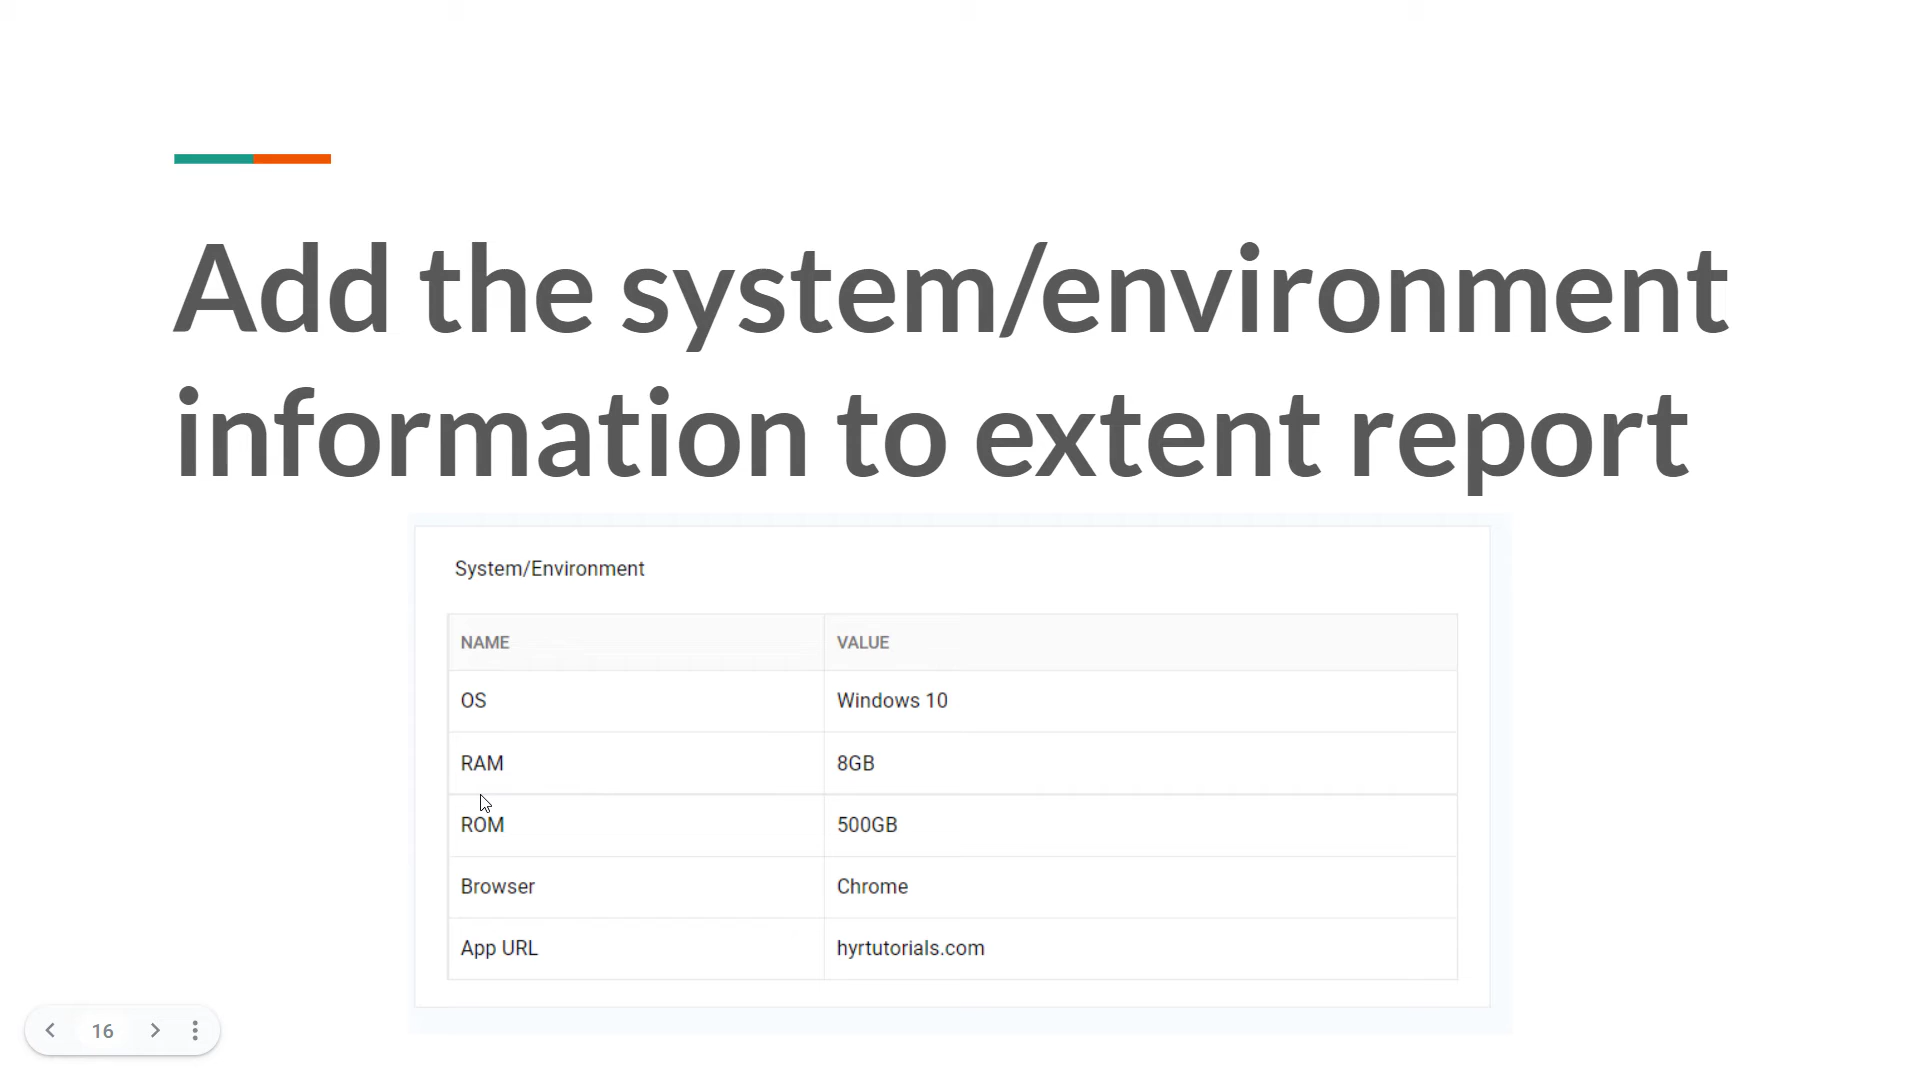 Add the system/environment
information to extent report
System/Environment
NAME VALUE
OS Windows 10
RAM 8GB
ROM 500GB
Browser Chrome
App URL hyrtutorials.com
16